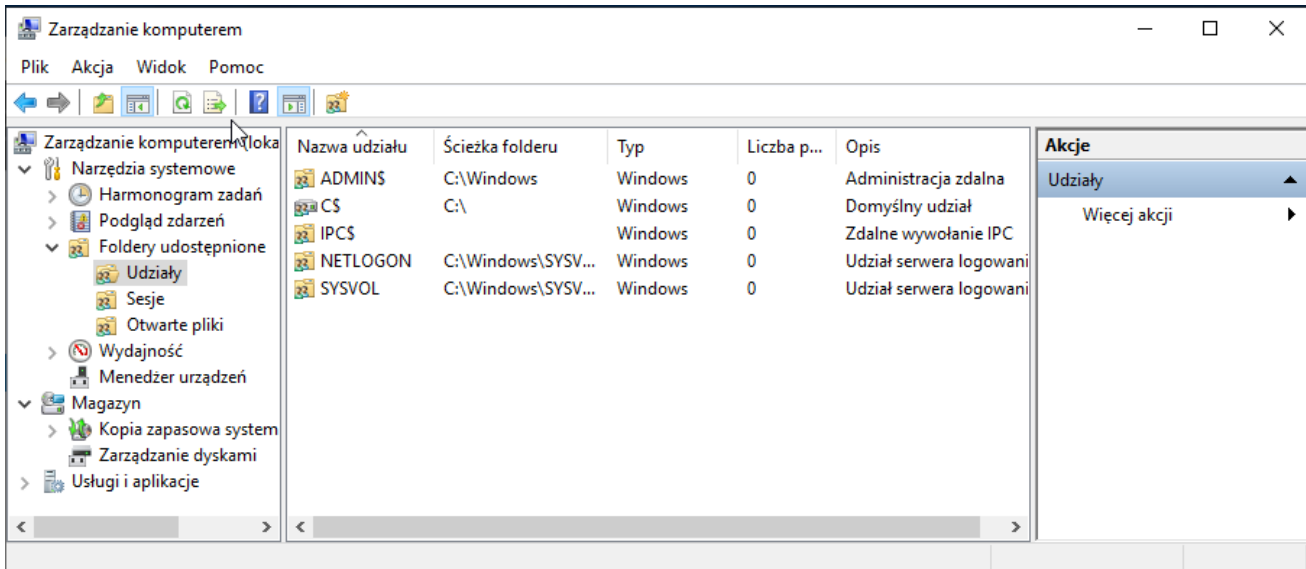 Zarządzanie komputerem
Plik Akcja Widok Pomoc
Zarządzanie komputerem (loka
Narzędzia systemowe
Harmonogram zadań
Podgląd zdarzeń
Foldery udostępnione
Udziały
Sesje
Otwarte pliki
Wydajność
Menedżer urządzeń
Magazyn
Kopia zapasowa system
Zarządzanie dyskami
Usługi i aplikacje
Nazwa udziału Ścieżka folderu Typ Liczba p... Opis
ADMIN$ C:\Windows Windows 0 Administracja zdalna
C$ C:\ Windows 0 Domyślny udział
IPC$ Windows 0 Zdalne wywołanie IPC
NETLOGON C:\Windows\SYSV... Windows 0 Udział serwera logowani
SYSVOL C:\Windows\SYSV... Windows 0 Udział serwera logowani
Akcje
Udziały
Więcej akcji